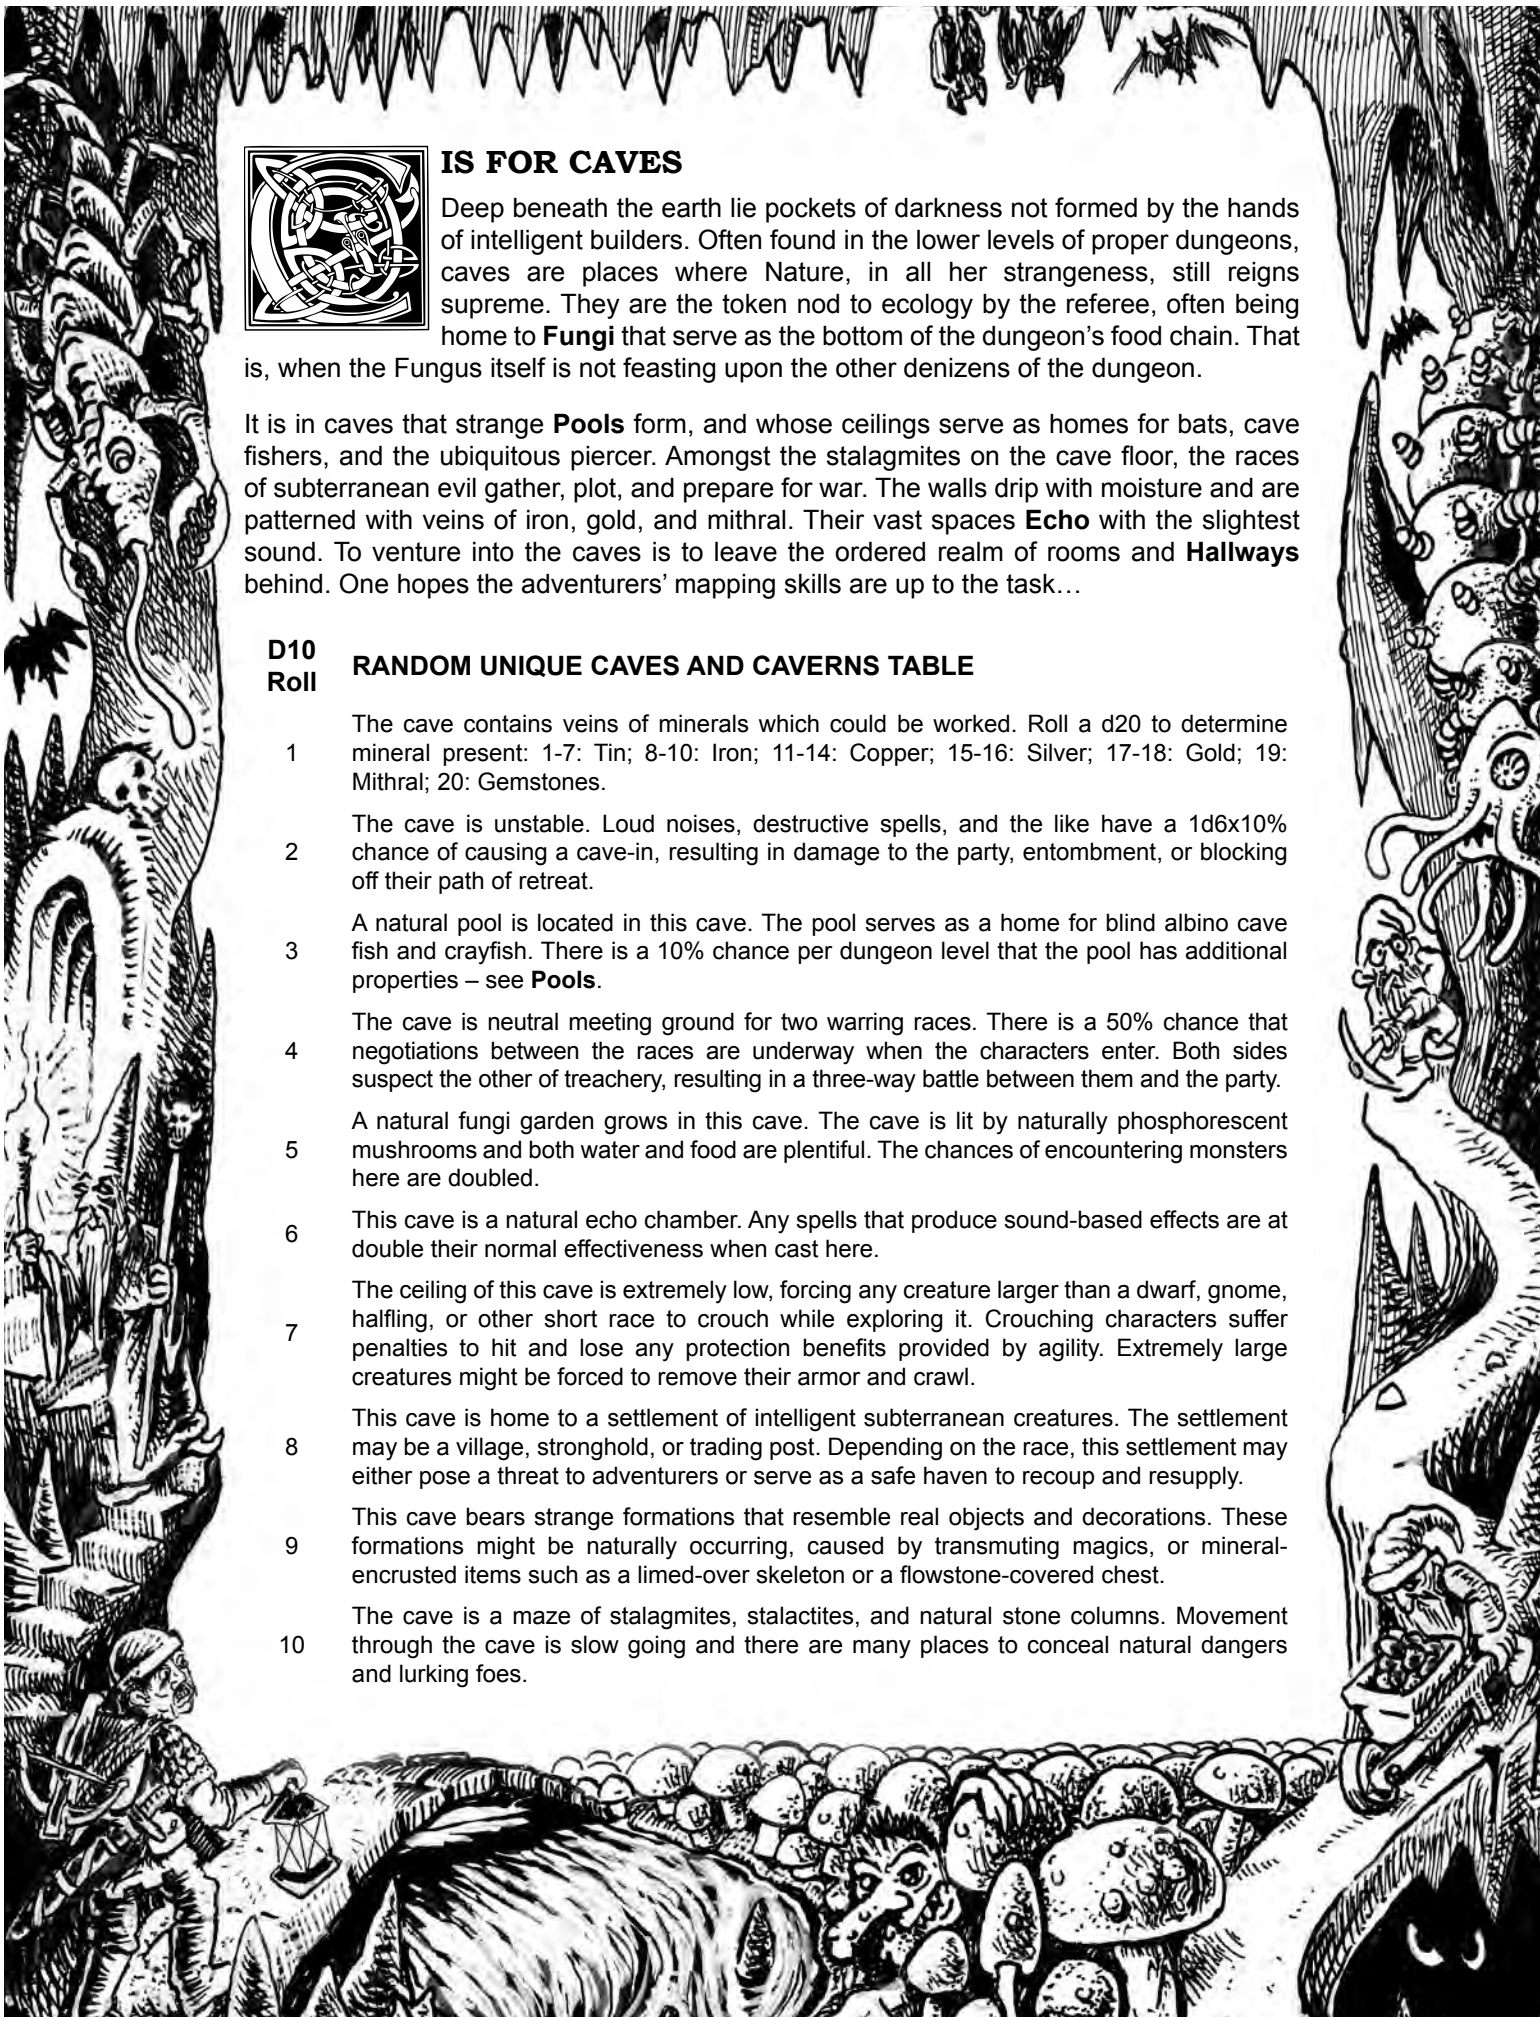 C IS FOR CAVES
Deep beneath the earth lie pockets of darkness not formed by the hands
of intelligent builders. Often found in the lower levels of proper dungeons,
caves are places where Nature, in all her strangeness, still reigns
supreme. They are the token nod to ecology by the referee, often being
home to Fungi that serve as the bottom of the dungeon’s food chain. That
is, when the Fungus itself is not feasting upon the other denizens of the dungeon.
It is in caves that strange Pools form, and whose ceilings serve as homes for bats, cave
fishers, and the ubiquitous piercer. Amongst the stalagmites on the cave floor, the races
of subterranean evil gather, plot, and prepare for war. The walls drip with moisture and are
patterned with veins of iron, gold, and mithral. Their vast spaces Echo with the slightest
sound. To venture into the caves is to leave the ordered realm of rooms and Hallways
behind. One hopes the adventurers’ mapping skills are up to the task…
D10
Roll
RANDOM UNIQUE CAVES AND CAVERNS TABLE
The cave contains veins of minerals which could be worked. Roll a d20 to determine
1 mineral present: 1-7: Tin; 8-10: Iron; 11-14: Copper; 15-16: Silver; 17-18: Gold; 19:
Mithral; 20: Gemstones.
The cave is unstable. Loud noises, destructive spells, and the like have a 1d6x10%
2 chance of causing a cave-in, resulting in damage to the party, entombment, or blocking
off their path of retreat.
A natural pool is located in this cave. The pool serves as a home for blind albino cave
3 fish and crayfish. There is a 10% chance per dungeon level that the pool has additional
properties – see Pools.
The cave is neutral meeting ground for two warring races. There is a 50% chance that
4 negotiations between the races are underway when the characters enter. Both sides
suspect the other of treachery, resulting in a three-way battle between them and the party.
A natural fungi garden grows in this cave. The cave is lit by naturally phosphorescent
5 mushrooms and both water and food are plentiful. The chances of encountering monsters
here are doubled.
6 This cave is a natural echo chamber. Any spells that produce sound-based effects are at
double their normal effectiveness when cast here.
The ceiling of this cave is extremely low, forcing any creature larger than a dwarf, gnome,
7 halfling, or other short race to crouch while exploring it. Crouching characters suffer
penalties to hit and lose any protection benefits provided by agility. Extremely large
creatures might be forced to remove their armor and crawl.
This cave is home to a settlement of intelligent subterranean creatures. The settlement
8 may be a village, stronghold, or trading post. Depending on the race, this settlement may
either pose a threat to adventurers or serve as a safe haven to recoup and resupply.
This cave bears strange formations that resemble real objects and decorations. These
9 formations might be naturally occurring, caused by transmuting magics, or mineral-
encrusted items such as a limed-over skeleton or a flowstone-covered chest.
The cave is a maze of stalagmites, stalactites, and natural stone columns. Movement
10 through the cave is slow going and there are many places to conceal natural dangers
and lurking foes.